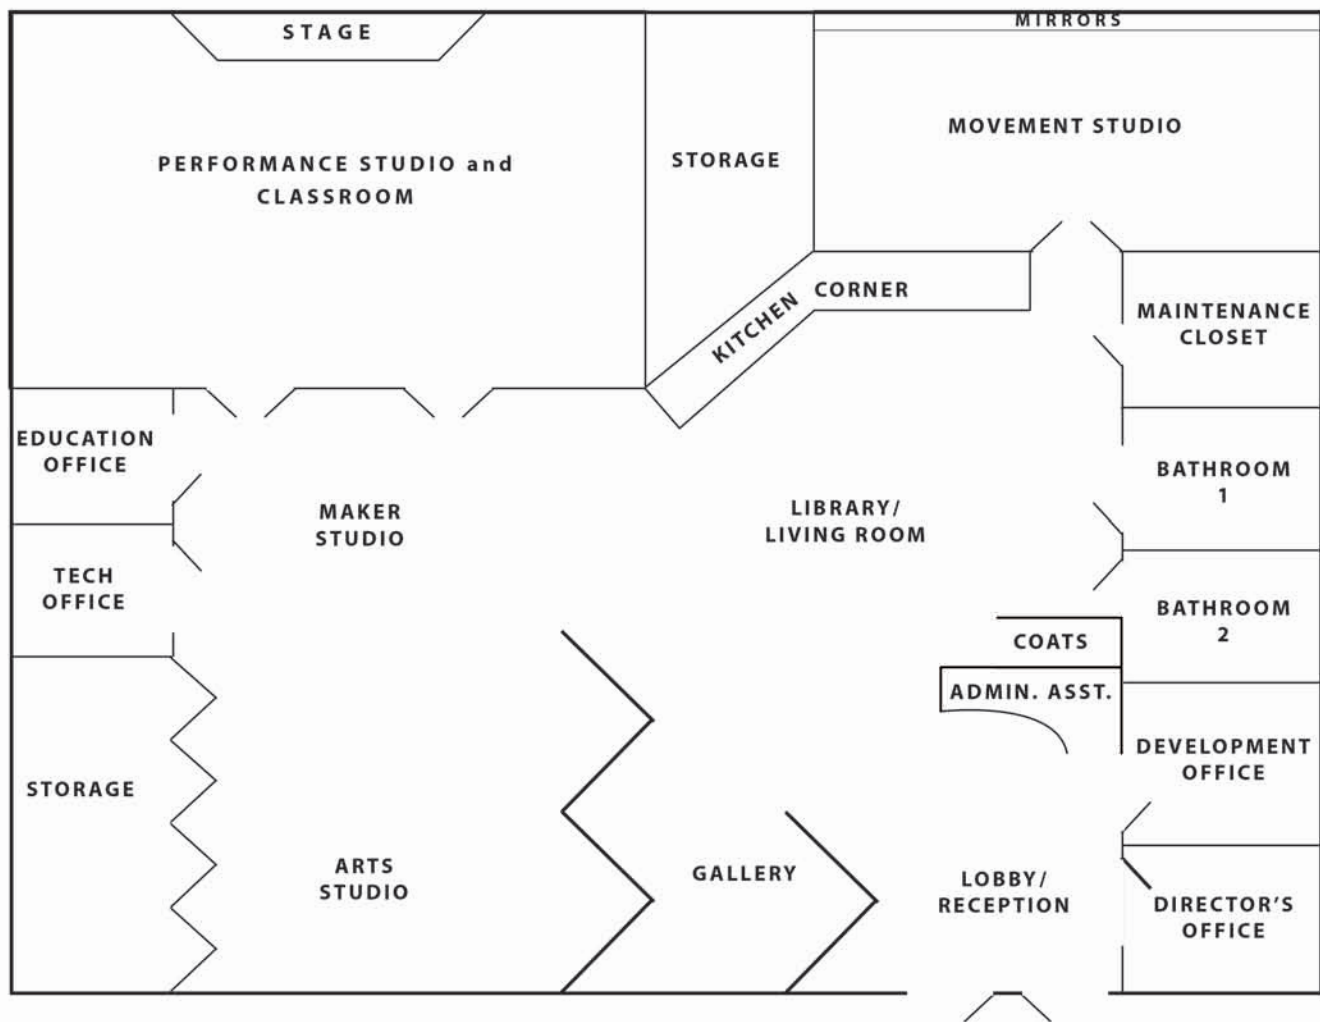 STAGE
MIRRORS
PERFORMANCE STUDIO and
CLASSROOM
STORAGE
MOVEMENT STUDIO
KITCHEN CORNER
MAINTENANCE
CLOSET
EDUCATION
OFFICE
MAKER
STUDIO
LIBRARY/
LIVING ROOM
BATHROOM
1
TECH
OFFICE
BATHROOM
2
COATS
ADMIN. ASST.
DEVELOPMENT
OFFICE
STORAGE
ARTS
STUDIO
GALLERY
LOBBY/
RECEPTION
DIRECTOR'S
OFFICE